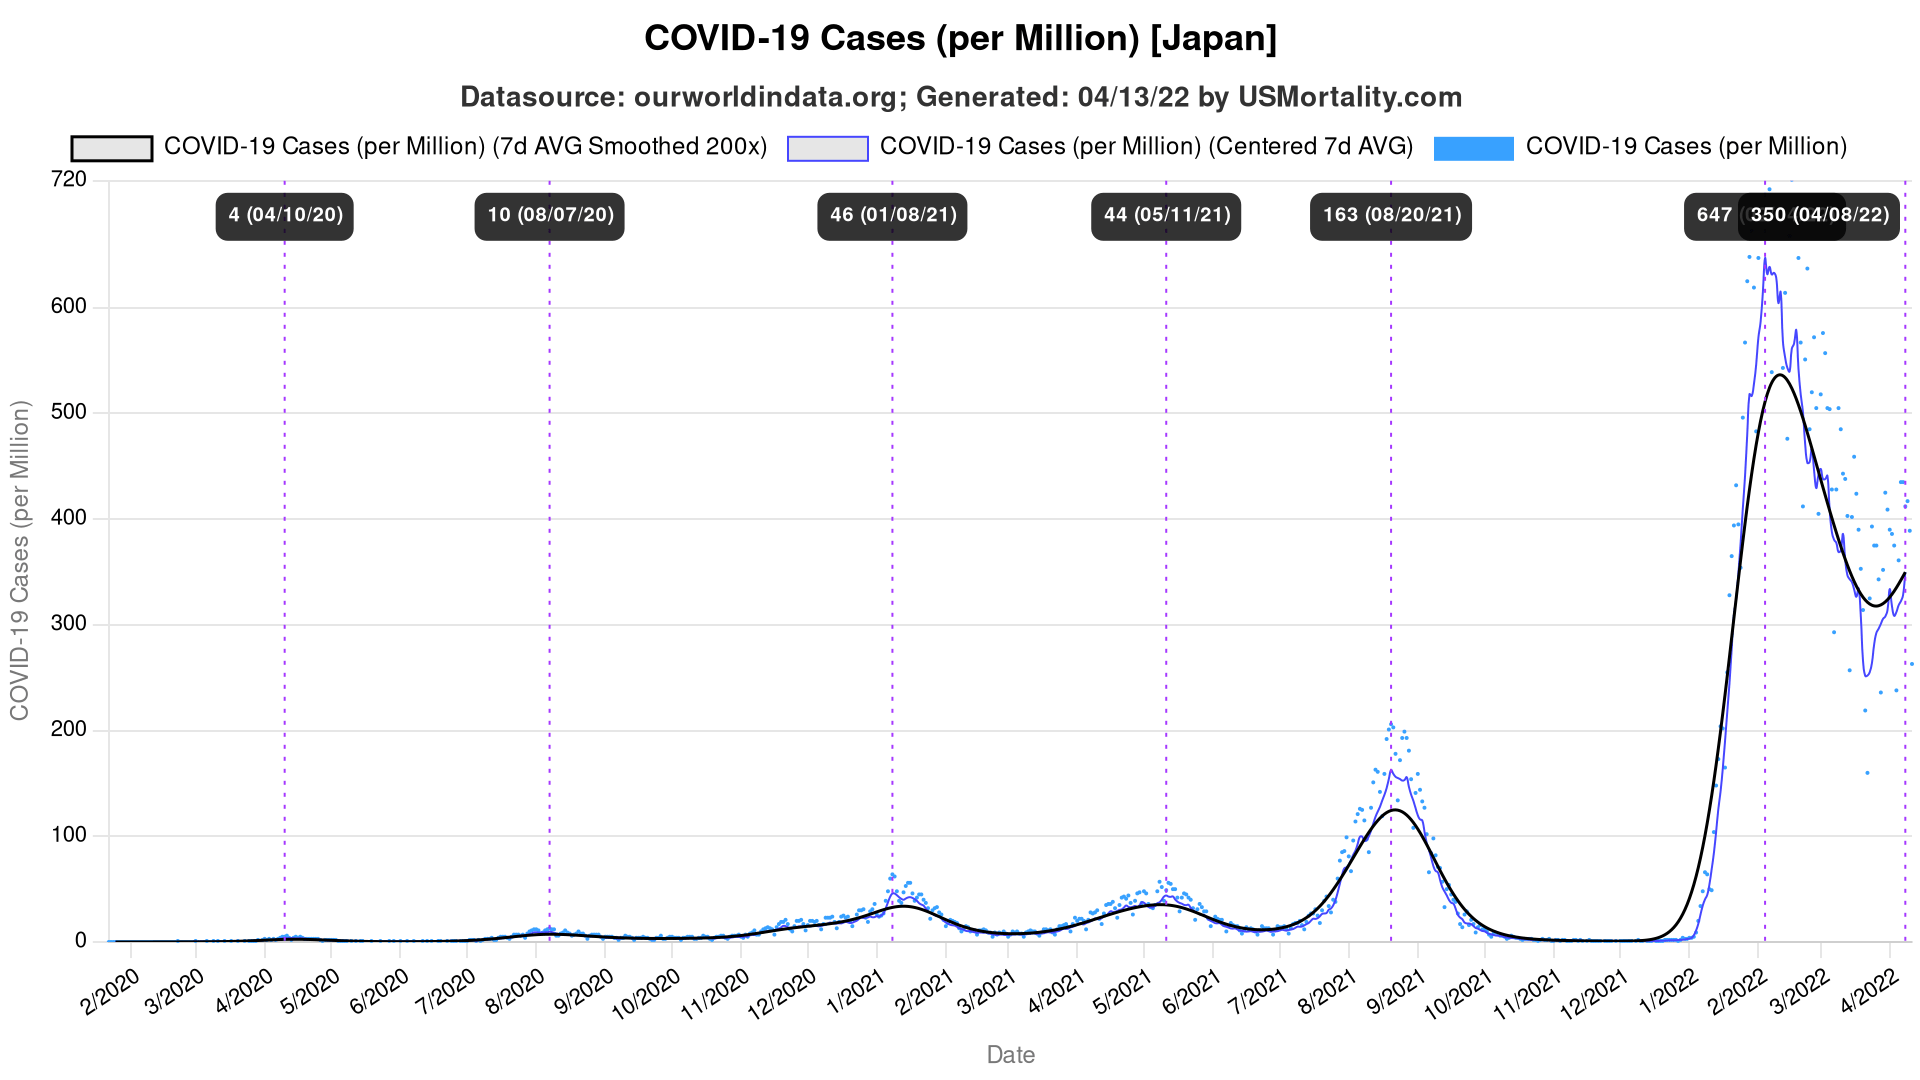 COVID-19 Cases (per Million) [Japan]
Datasource: ourworldindata.org; Generated: 04/13/22 by USMortality.com
COVID-19 Cases (per Million) (7d AVG Smoothed 200x) COVID-19 Cases (per Million) (Centered 7d AVG) COVID-19 Cases (per Million)
4 (04/10/20) 10 (08/07/20) 46 (01/08/21) 44 (05/11/21) 163 (08/20/21) 647 350 (04/08/22)
COVID-19 Cases (per Million)
720
600
500
400
300
200
100
0
2/2020 3/2020 4/2020 5/2020 6/2020 7/2020 8/2020 9/2020 10/2020 11/2020 12/2020 1/2021 2/2021 3/2021 4/2021 5/2021 6/2021 7/2021 8/2021 9/2021 10/2021 11/2021 12/2021 1/2022 2/2022 3/2022 4/2022
Date